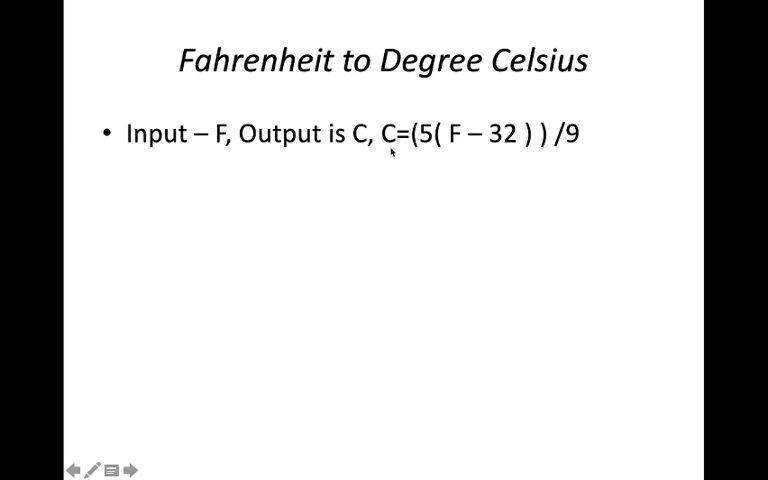 Fahrenheit to Degree Celsius
• Input – F, Output is C, C=(5( F – 32 ) ) /9